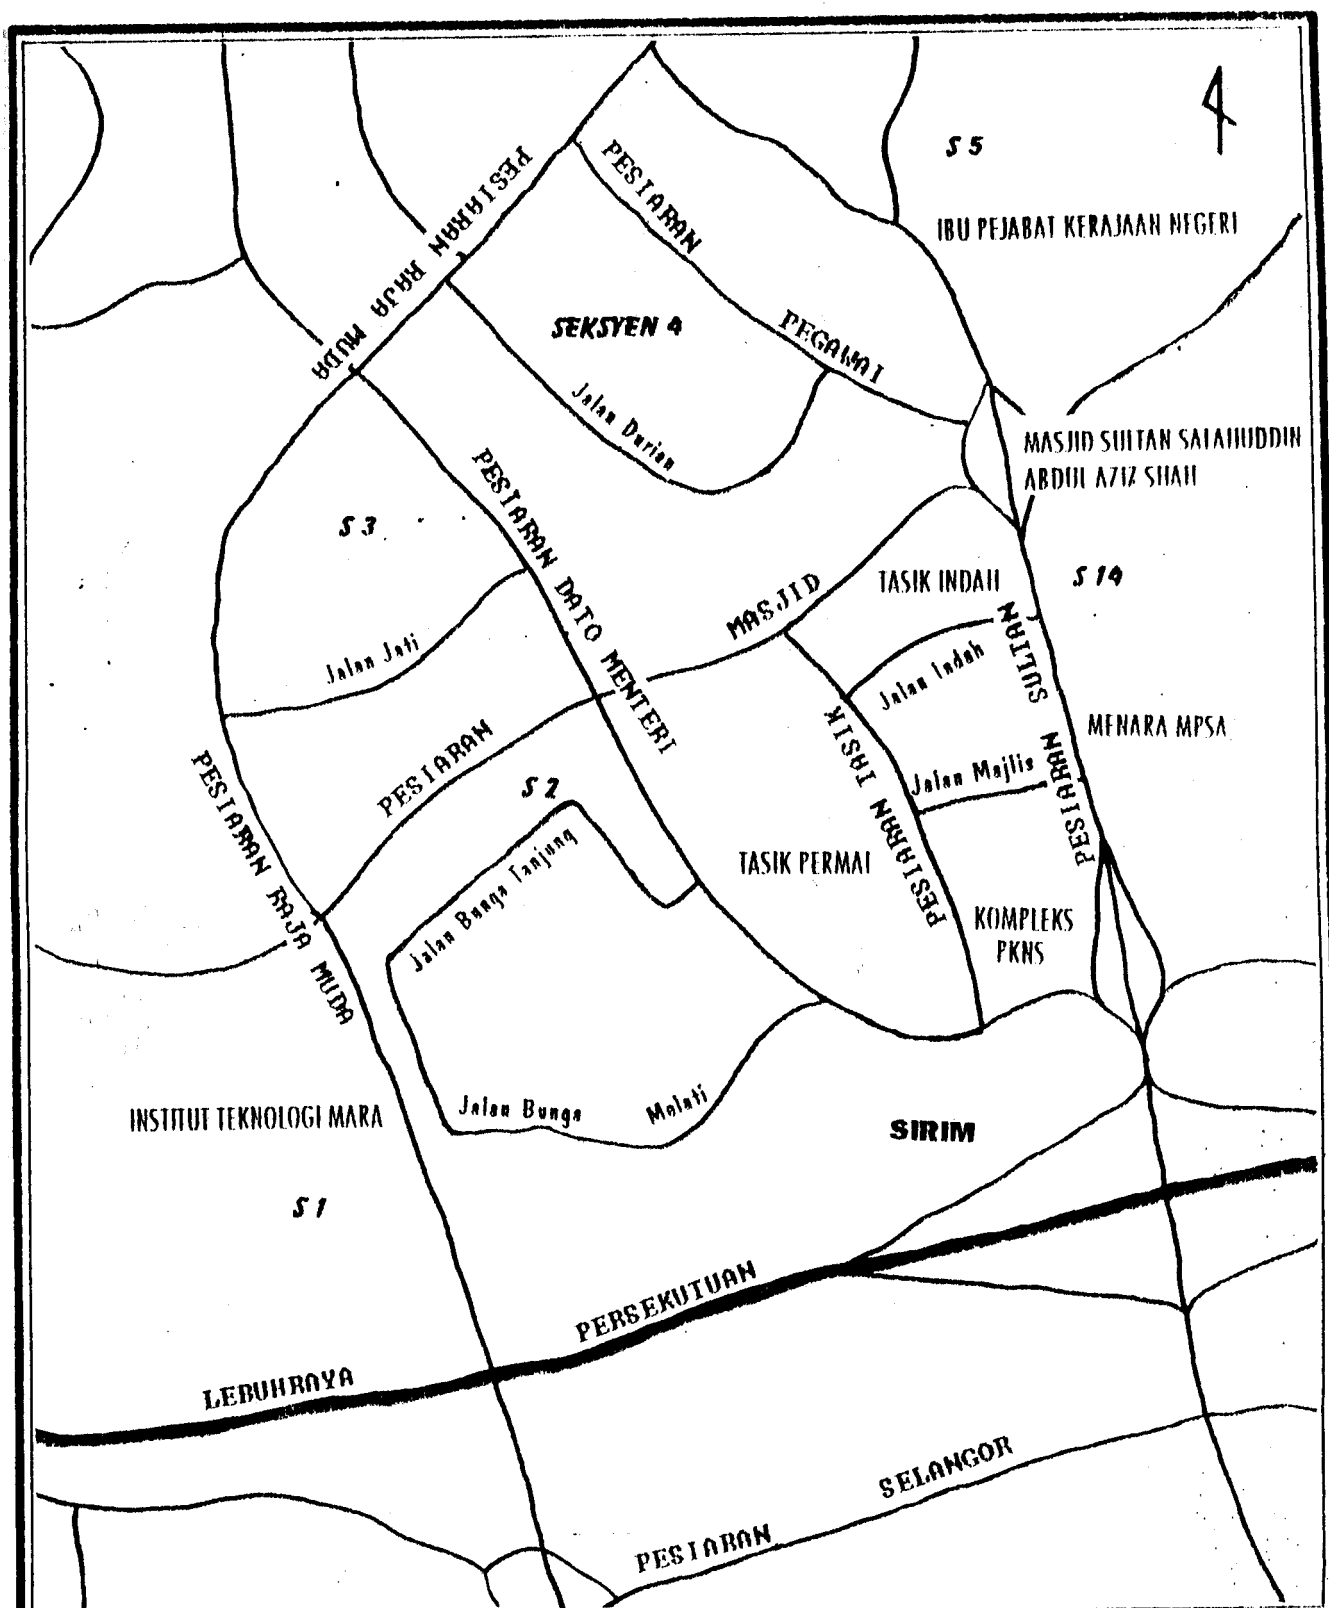 S 5
PESIARAN
PEGAWAI
IBU PEJABAT KERAJAAN NEGERI
PESIARAN RAJA MUDA
SEKSYEN 4
Jalan Durian
MASJID SULTAN SALAHUDDIN
ABDUL AZIZ SHAH
S 3
PESIARAN DATO MENTERI
S 14
TASIK INDAH
MASJID
Jalan Jati
Jalan Indah
PESIARAN SULTAN
MENARA MPSA
PESIARAN
PESIARAN TASIK
Jalan Majlis
S 2
PESIARAN RAJA MUDA
Jalan Bunga Tanjung
TASIK PERMAI
KOMPLEKS
PKNS
INSTITUT TEKNOLOGI MARA
Jalan Bunga Melati
SIRIM
S 1
LEBUHRAYA PERSEKUTUAN
PESIARAN SELANGOR